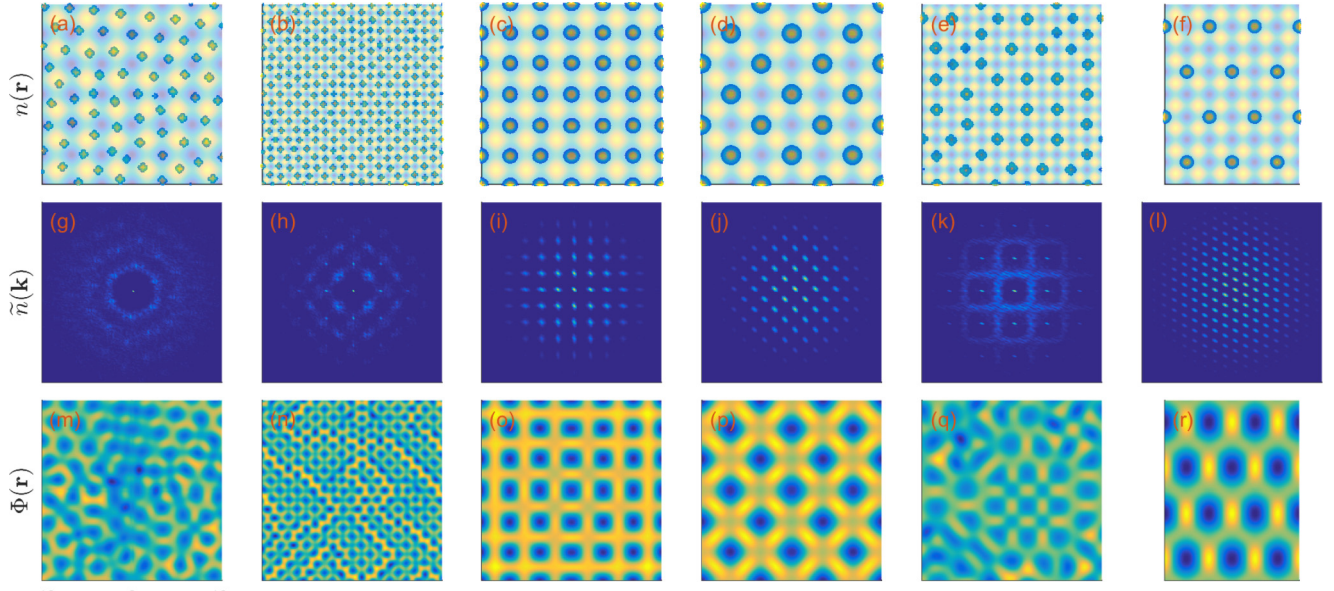 n(r) (a) (b) (c) (d) (e) (f)
ñ(k) (g) (h) (i) (j) (k) (l)
Φ(r) (m) (n) (o) (p) (q) (r)